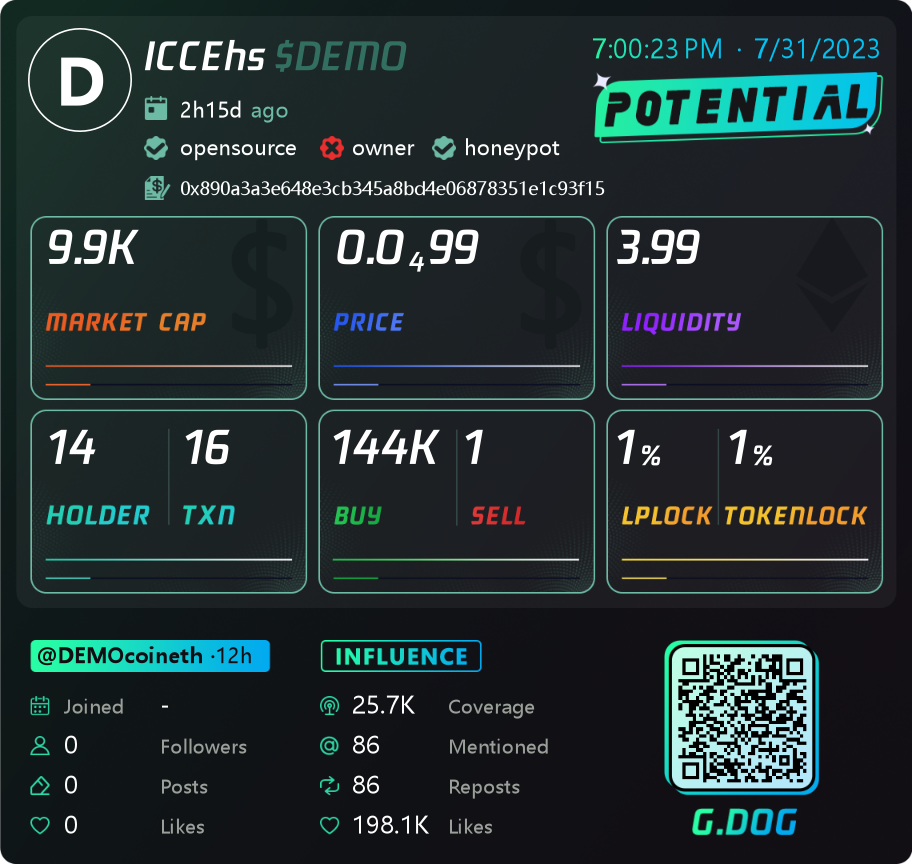 D
ICCEhs $DEMO
7:00:23 PM · 7/31/2023
POTENTIAL
2h15d ago
opensource owner honeypot
0x890a3a3e648e3cb345a8bd4e06878351e1c93f15
9.9K
MARKET CAP
0.0₄99
PRICE
3.99
LIQUIDITY
14 16
HOLDER TXN
144K 1
BUY SELL
1% 1%
LPLOCK TOKENLOCK
@DEMOcoineth ·12h
Joined -
0 Followers
0 Posts
0 Likes
INFLUENCE
25.7K Coverage
86 Mentioned
86 Reposts
198.1K Likes
G.DOG